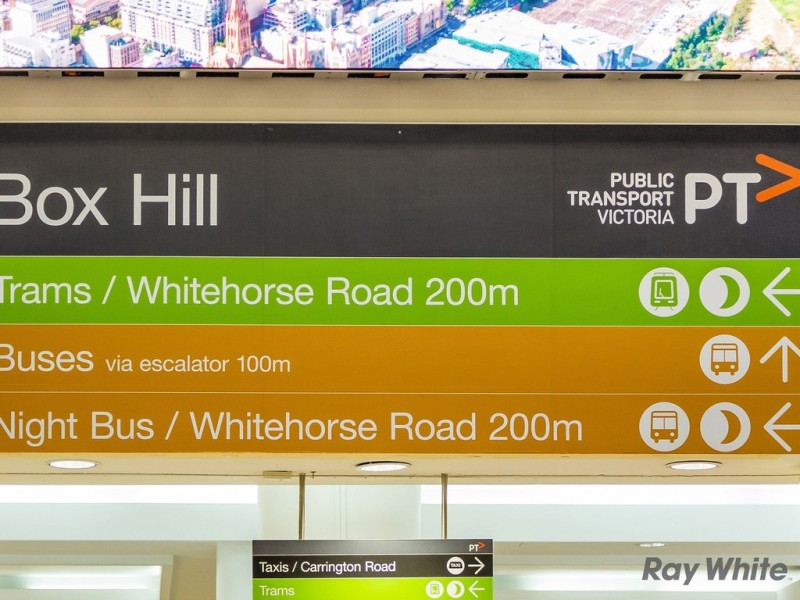 Box Hill
PUBLIC
TRANSPORT
VICTORIA
PT>
Trams / Whitehorse Road 200m
Buses via escalator 100m
Night Bus / Whitehorse Road 200m
PT>
Taxis / Carrington Road
TAXI
Trams
Ray White